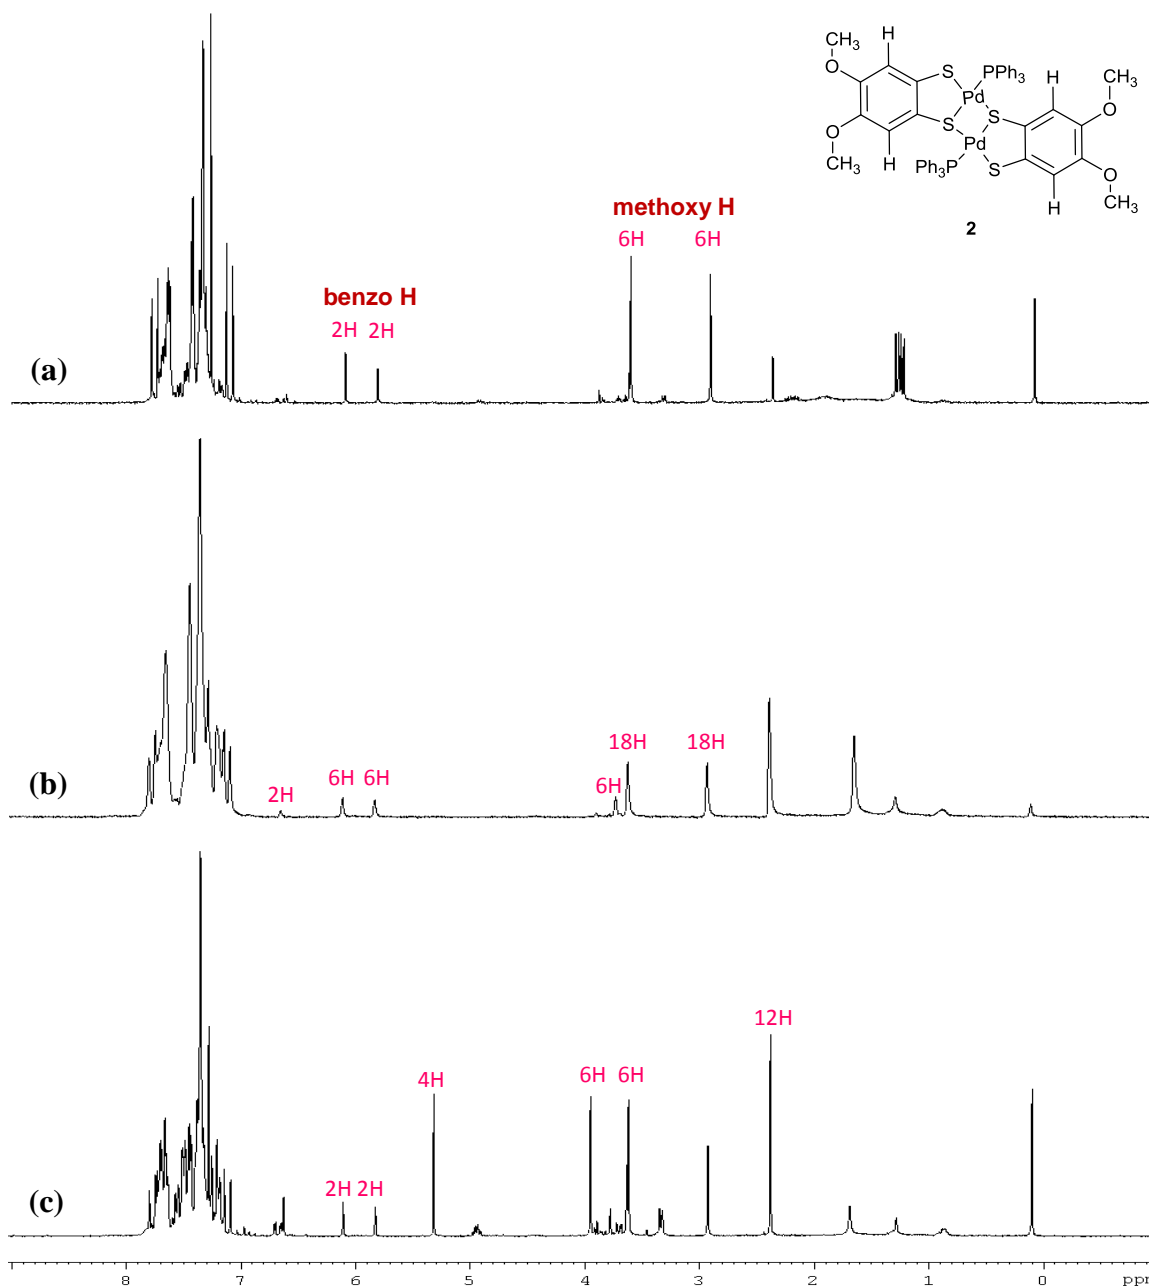 H
CH₃
O
S
PPh₃
H
CH₃
Pd
O
O
S
S
CH₃
H
Pd
Ph₃P
S
O
H
CH₃
2
methoxy H
6H 6H
benzo H
2H 2H
(a)
18H 18H
6H 6H 6H
2H
(b)
12H
4H 6H 6H
2H 2H
(c)
8 7 6 5 4 3 2 1 0 ppm